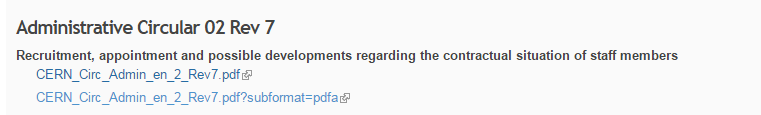 Administrative Circular 02 Rev 7
Recruitment, appointment and possible developments regarding the contractual situation of staff members
CERN_Circ_Admin_en_2_Rev7.pdf
CERN_Circ_Admin_en_2_Rev7.pdf?subformat=pdfa